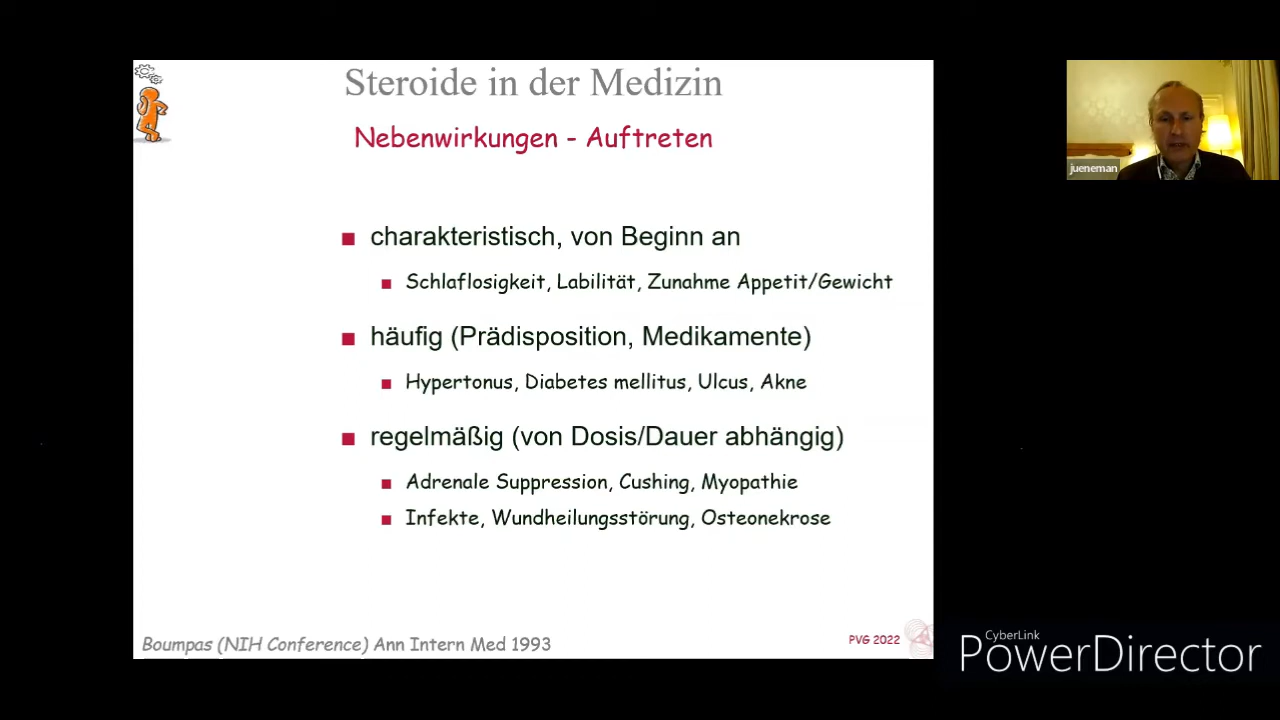 Steroide in der Medizin
Nebenwirkungen - Auftreten
jueneman
charakteristisch, von Beginn an
Schlaflosigkeit, Labilität, Zunahme Appetit/Gewicht
häufig (Prädisposition, Medikamente)
Hypertonus, Diabetes mellitus, Ulcus, Akne
regelmäßig (von Dosis/Dauer abhängig)
Adrenale Suppression, Cushing, Myopathie
Infekte, Wundheilungsstörung, Osteonekrose
Boumpas (NIH Conference) Ann Intern Med 1993
PVG 2022
CyberLink
PowerDirector